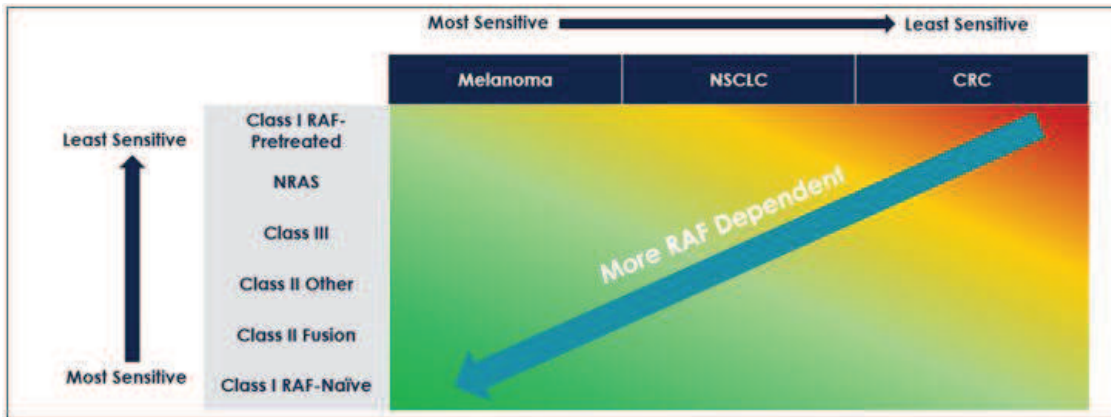 Most Sensitive
Least Sensitive
Melanoma
NSCLC
CRC
Least Sensitive
Class I RAF-
Pretreated
NRAS
Class III
Class II Other
Class II Fusion
Most Sensitive
Class I RAF-Naïve
More RAF Dependent